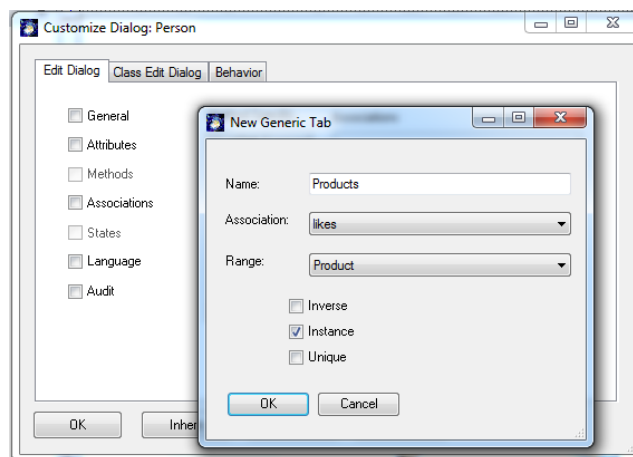 Customize Dialog: Person
Edit Dialog Class Edit Dialog Behavior
General
Attributes
Methods
Associations
States
Language
Audit
OK
New Generic Tab
Name: Products
Association: likes
Range: Product
Inverse
Instance
Unique
OK Cancel